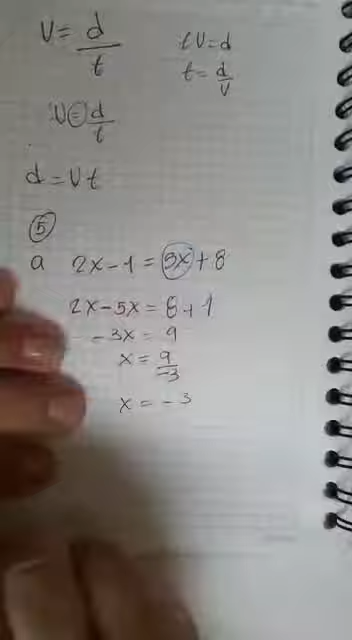 V = d/t
tV = d
t = d/V
V = d/t
d = Vt
5
a 2x - 1 = 5x + 8
2x - 5x = 8 + 1
-3x = 9
x = 9/-3
x = -3